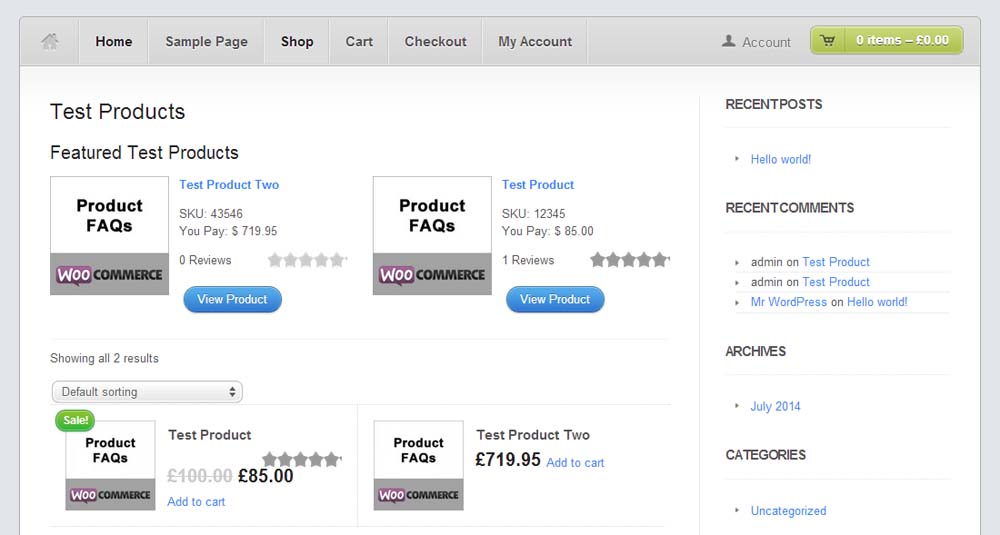 Home Sample Page Shop Cart Checkout My Account Account 0 items – £0.00
Test Products
Featured Test Products
Product
FAQs
WOO COMMERCE
Test Product Two
SKU: 43546
You Pay: $ 719.95
0 Reviews
View Product
Product
FAQs
WOO COMMERCE
Test Product
SKU: 12345
You Pay: $ 85.00
1 Reviews
View Product
Showing all 2 results
Default sorting
Sale!
Product
FAQs
WOO COMMERCE
Test Product
£100.00 £85.00
Add to cart
Product
FAQs
WOO COMMERCE
Test Product Two
£719.95 Add to cart
RECENT POSTS
Hello world!
RECENT COMMENTS
admin on Test Product
admin on Test Product
Mr WordPress on Hello world!
ARCHIVES
July 2014
CATEGORIES
Uncategorized